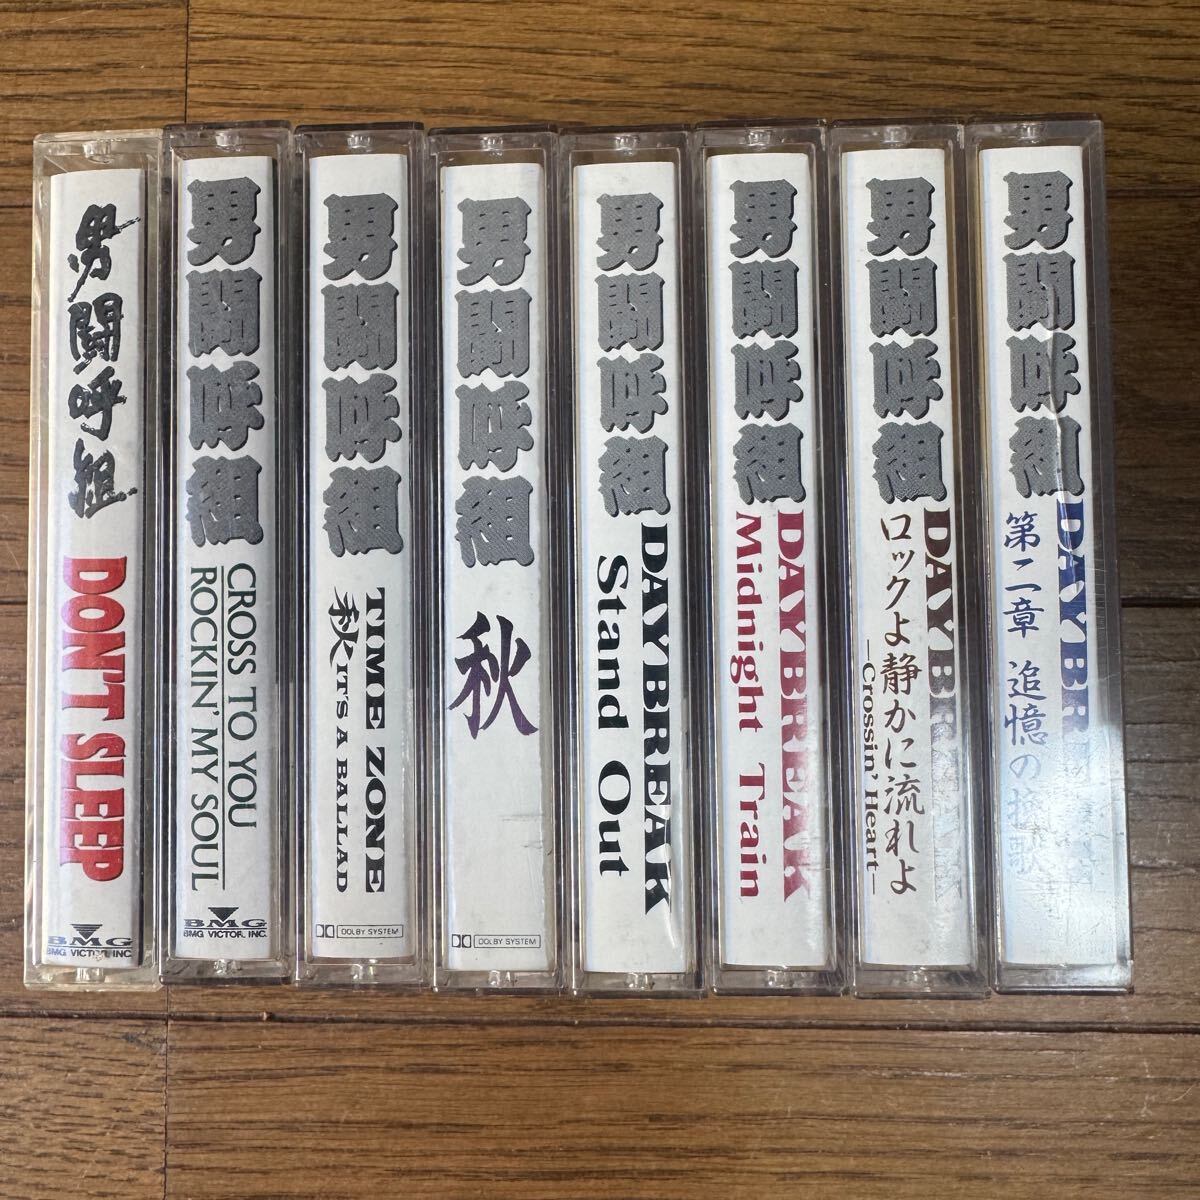 男闘呼組
DON'T SLEEP
BMG
BMG VICTOR, INC.
男闘呼組
CROSS TO YOU
ROCKIN' MY SOUL
BMG
BMG VICTOR, INC.
男闘呼組
TIME ZONE
秋 IT'S A BALLAD
DOLBY SYSTEM
男闘呼組
秋
DOLBY SYSTEM
男闘呼組
DAYBREAK
Stand Out
男闘呼組
DAYBREAK
Midnight Train
男闘呼組
DAYBREAK
ロックよ静かに流れよ
—Crossin' Heart—
男闘呼組
DAYBREAK
第二章 追憶の挽歌